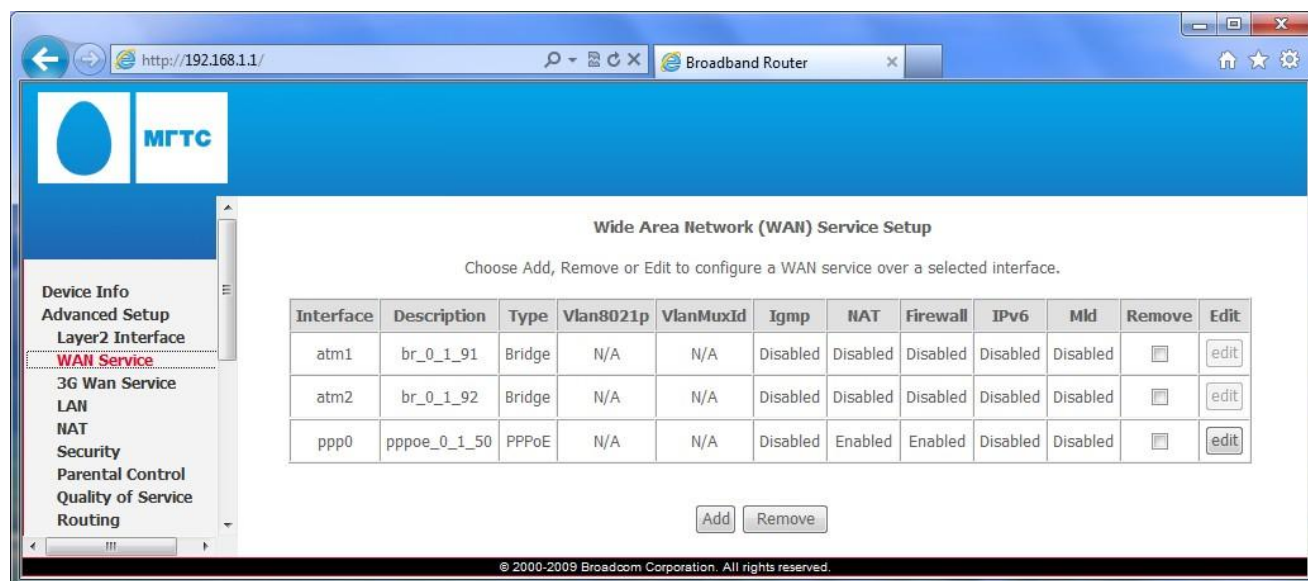 http://192.168.1.1/
Broadband Router
МГТС
Device Info
Advanced Setup
Layer2 Interface
WAN Service
3G Wan Service
LAN
NAT
Security
Parental Control
Quality of Service
Routing
Wide Area Network (WAN) Service Setup
Choose Add, Remove or Edit to configure a WAN service over a selected interface.
Interface Description Type Vlan8021p VlanMuxId Igmp NAT Firewall IPv6 Mld Remove Edit
atm1 br_0_1_91 Bridge N/A N/A Disabled Disabled Disabled Disabled Disabled edit
atm2 br_0_1_92 Bridge N/A N/A Disabled Disabled Disabled Disabled Disabled edit
ppp0 pppoe_0_1_50 PPPoE N/A N/A Disabled Enabled Enabled Disabled Disabled edit
Add Remove
© 2000-2009 Broadcom Corporation. All rights reserved.